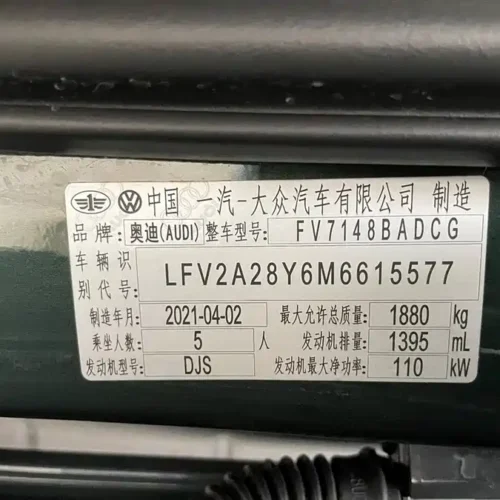 中国 一汽-大众汽车有限公司 制造
品牌: 奥迪(AUDI) 整车型号: FV7148BADCG
车辆识别代号: LFV2A28Y6M6615577
制造年月: 2021-04-02 最大允许总质量: 1880 kg
乘坐人数: 5 人 发动机排量: 1395 mL
发动机型号: DJS 发动机最大净功率: 110 kW